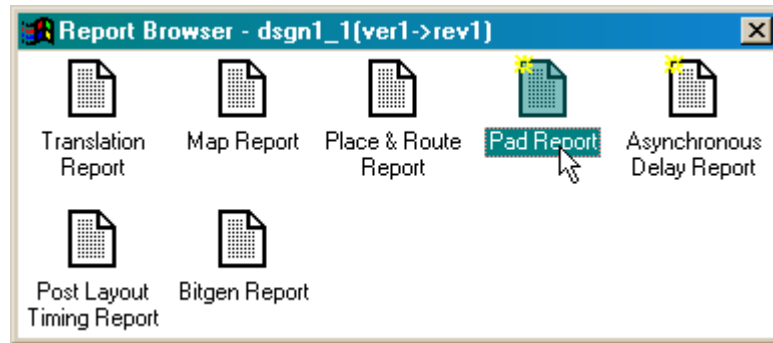 Report Browser - dsgn1_1(ver1->rev1)
Translation Report
Map Report
Place & Route Report
Pad Report
Asynchronous Delay Report
Post Layout Timing Report
Bitgen Report